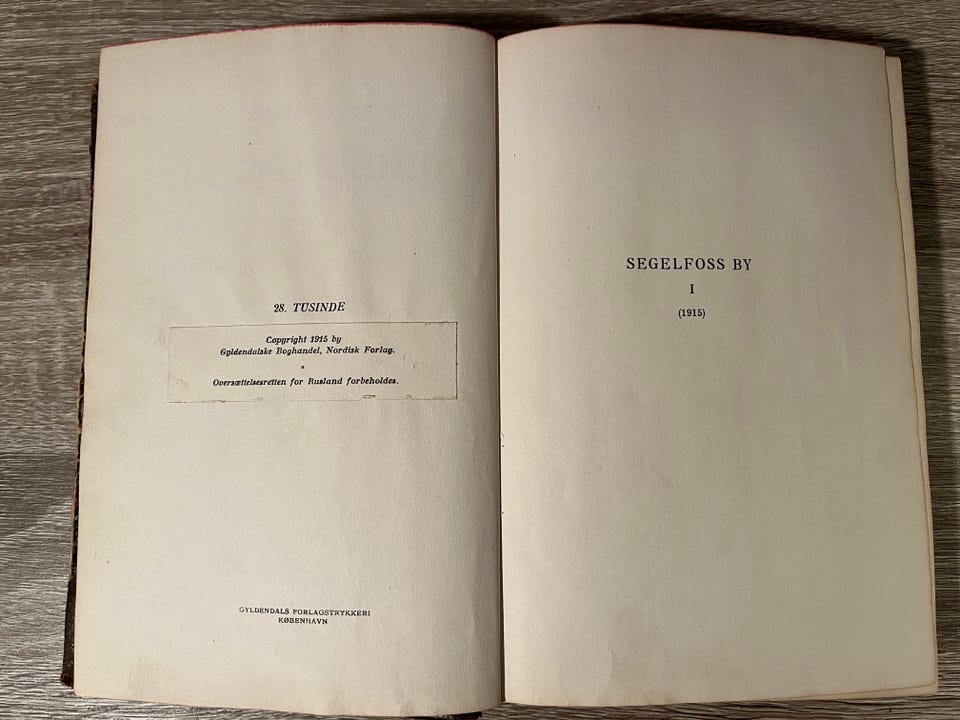 28. TUSINDE
Copyright 1915 by
Gyldendalske Boghandel, Nordisk Forlag.
*
Oversættelsesretten for Rusland forbeholdes.
GYLDENDALS FORLAGSTRYKKERI
KØBENHAVN
SEGELFOSS BY
I
(1915)